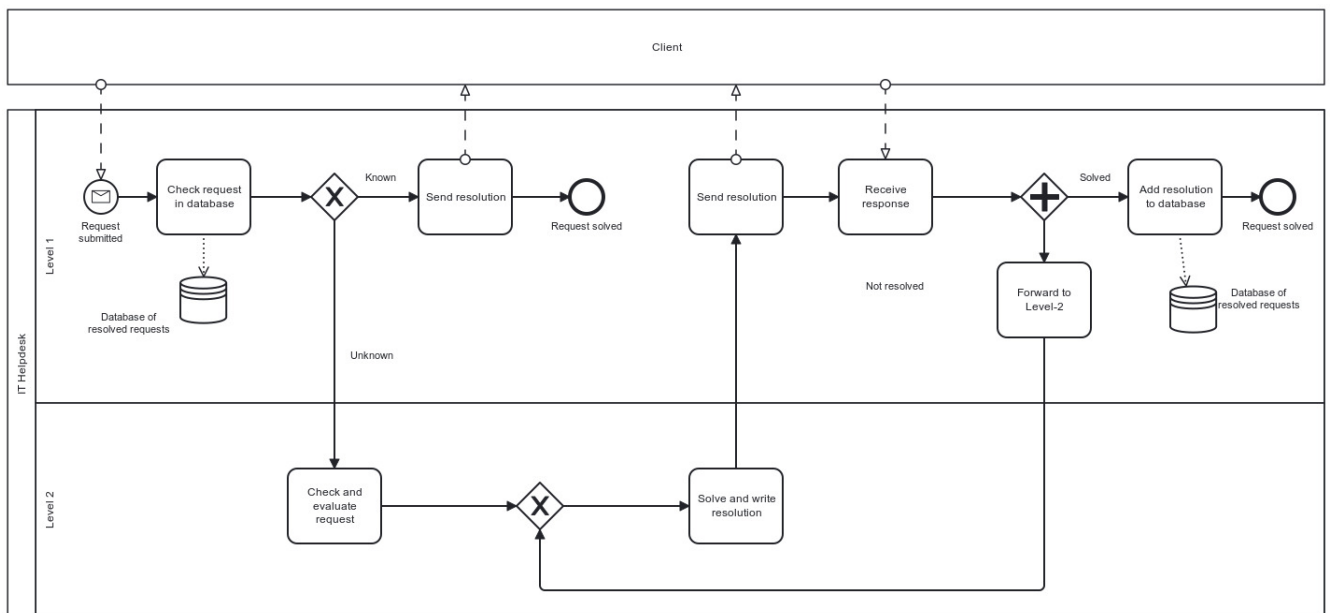 Client
IT Helpdesk
Level 1
Request
submitted
Check request
in database
Database of
resolved requests
Known
Unknown
Send resolution
Request solved
Send resolution
Receive
response
Not resolved
Solved
Forward to
Level-2
Add resolution
to database
Database of
resolved requests
Request solved
Level 2
Check and
evaluate
request
Solve and write
resolution